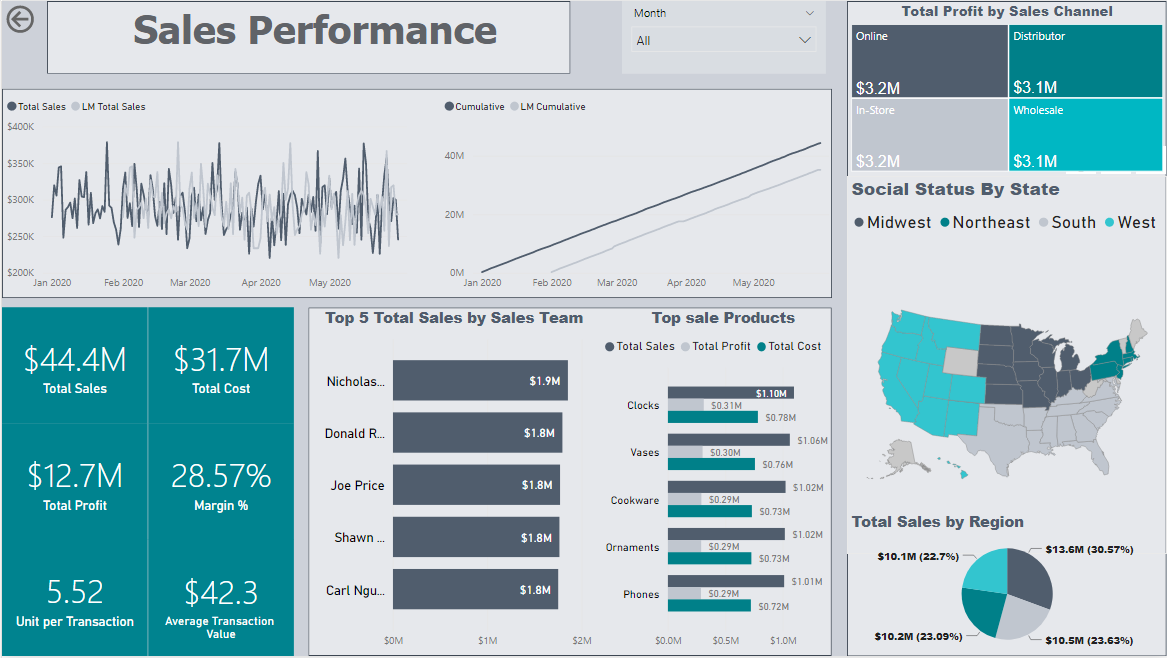 Sales Performance
Month
All
Total Profit by Sales Channel
Online
$3.2M
Distributor
$3.1M
In-Store
$3.2M
Wholesale
$3.1M
Total Sales LM Total Sales
$400K
$350K
$300K
$250K
$200K
Jan 2020 Feb 2020 Mar 2020 Apr 2020 May 2020
Cumulative LM Cumulative
40M
20M
0M
Jan 2020 Feb 2020 Mar 2020 Apr 2020 May 2020
Social Status By State
Midwest Northeast South West
$44.4M
Total Sales
$31.7M
Total Cost
$12.7M
Total Profit
28.57%
Margin %
5.52
Unit per Transaction
$42.3
Average Transaction
Value
Top 5 Total Sales by Sales Team
Nicholas... $1.9M
Donald R... $1.8M
Joe Price $1.8M
Shawn ... $1.8M
Carl Ngu... $1.8M
$0M $1M $2M
Top sale Products
Total Sales Total Profit Total Cost
Clocks
$1.10M
$0.31M
$0.78M
Vases
$1.06M
$0.30M
$0.76M
Cookware
$1.02M
$0.29M
$0.73M
Ornaments
$1.02M
$0.29M
$0.73M
Phones
$1.01M
$0.29M
$0.72M
$0.0M $0.5M $1.0M
Total Sales by Region
$10.1M (22.7%)
$13.6M (30.57%)
$10.2M (23.09%)
$10.5M (23.63%)